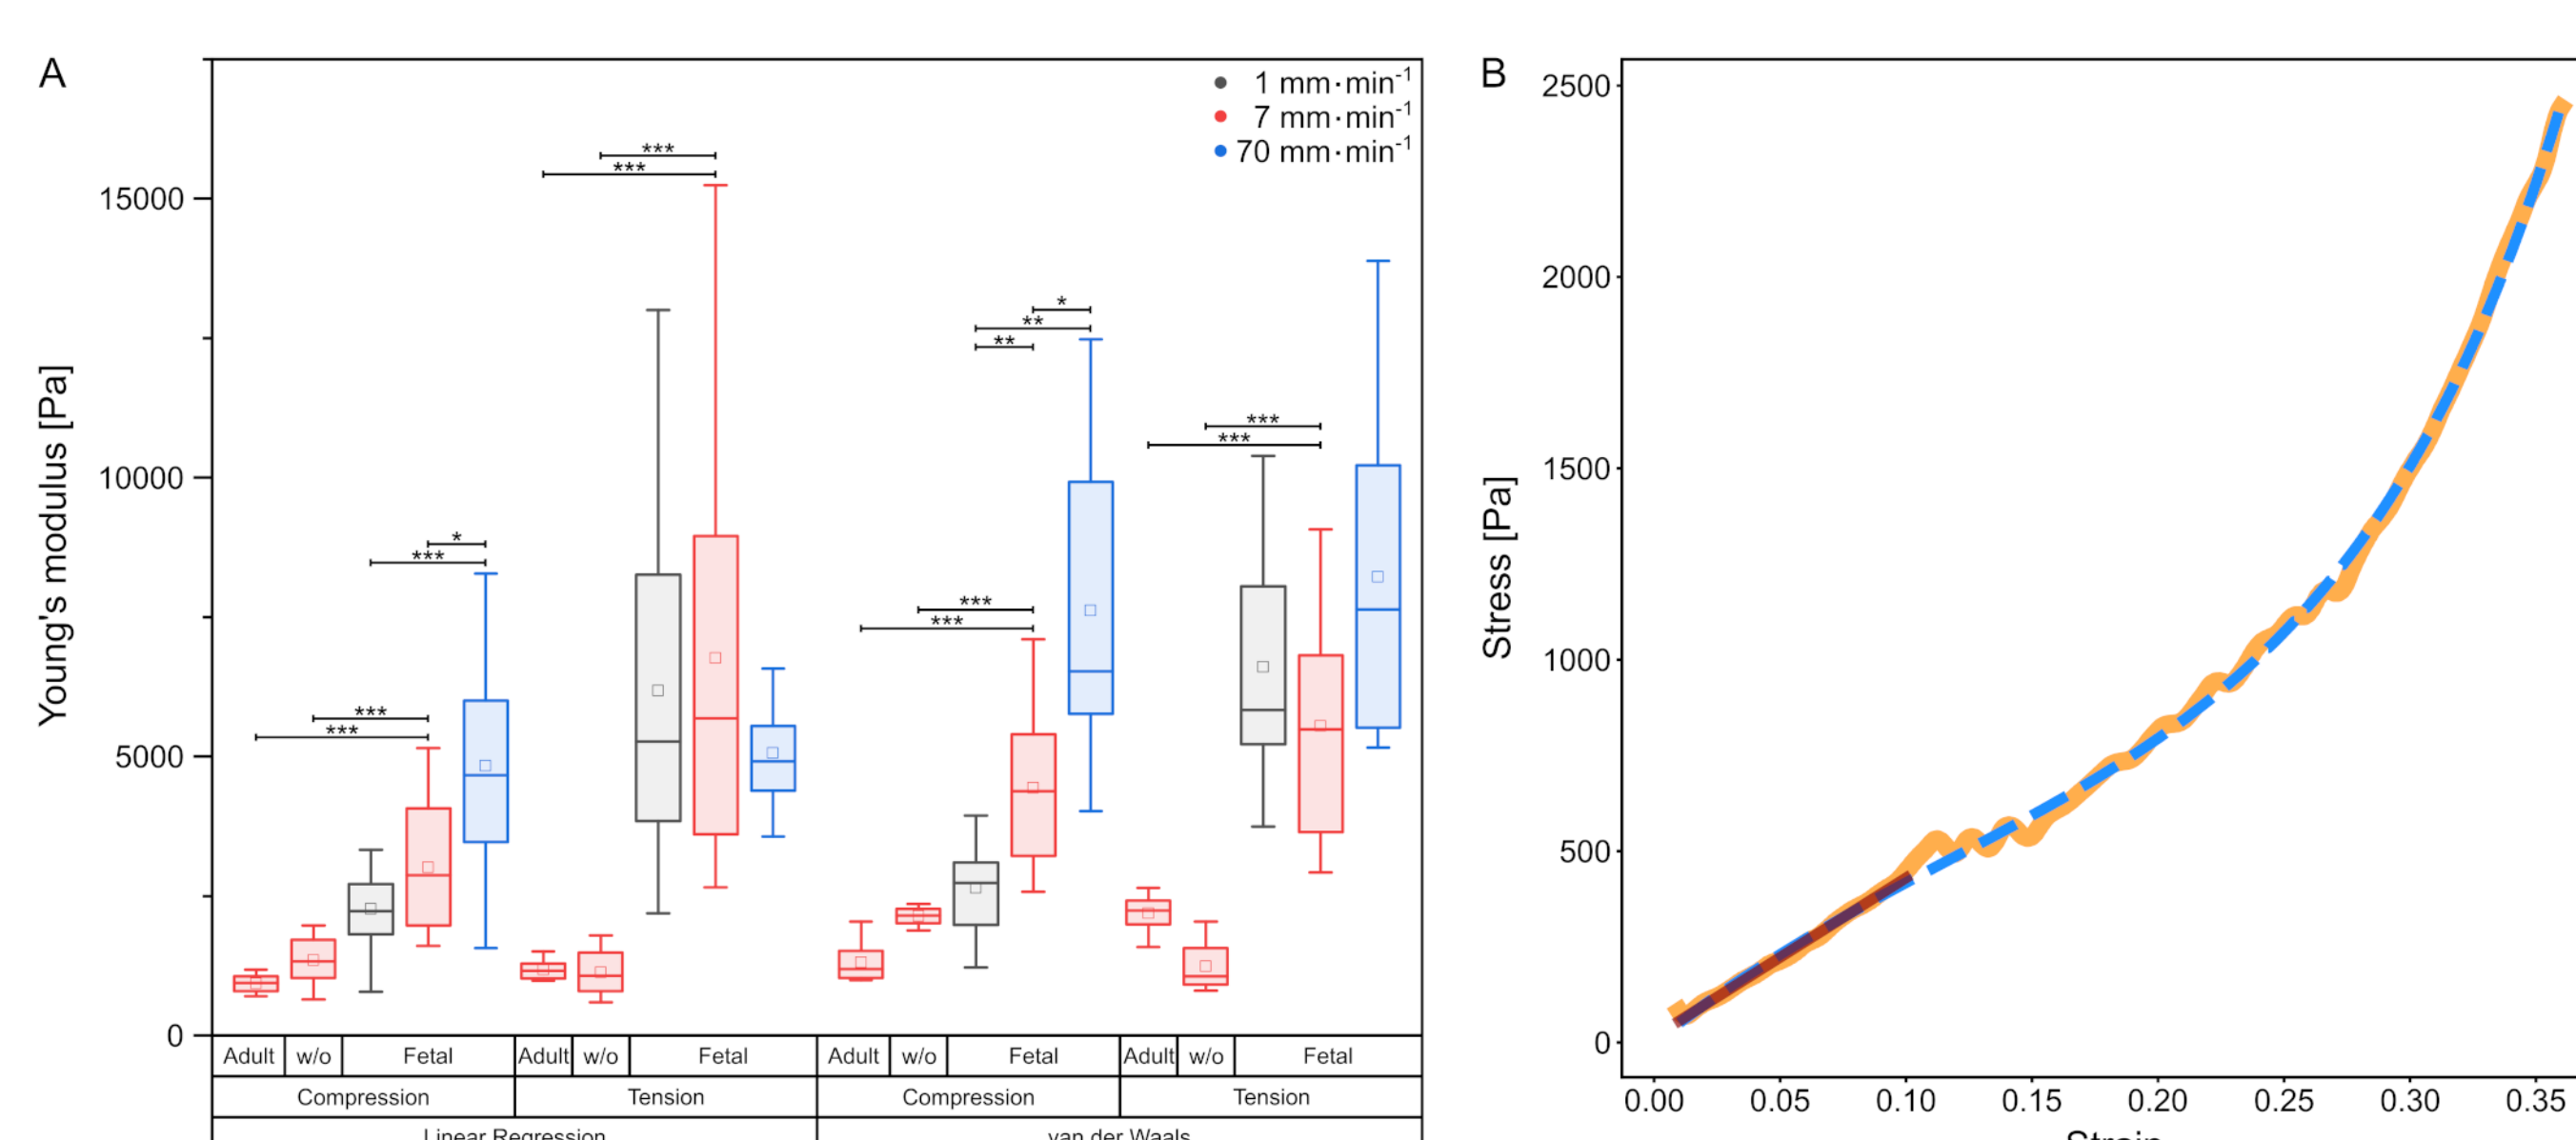 A
1 mm·min-1
7 mm·min-1
70 mm·min-1
***
***
15000
*
**
**
***
***
10000
*
***
***
***
***
***
5000
0
Young's modulus [Pa]
Adult w/o Fetal Adult w/o Fetal Adult w/o Fetal Adult w/o Fetal
Compression Tension Compression Tension
Linear Regression van der Waals
B
2500
2000
1500
1000
500
0
Stress [Pa]
0.00 0.05 0.10 0.15 0.20 0.25 0.30 0.35
Strain